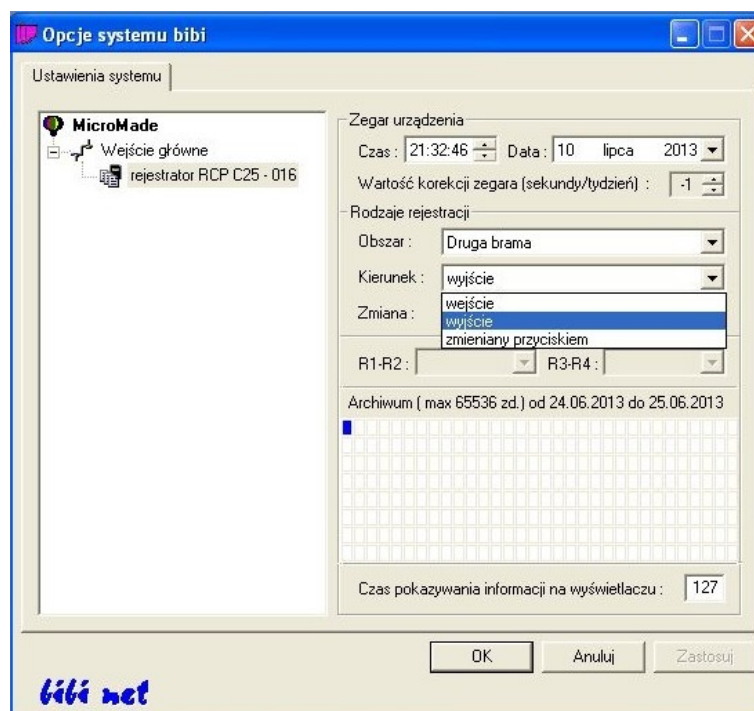 Opcje systemu bibi
Ustawienia systemu
MicroMade
Wejście główne
rejestrator RCP C25 - 016
Zegar urządzenia
Czas : 21:32:46 Data : 10 lipca 2013
Wartość korekcji zegara (sekundy/tydzień) : -1
Rodzaje rejestracji
Obszar : Druga brama
Kierunek : wyjście
wejście
wyjście
zmieniany przyciskiem
Zmiana :
R1-R2 : R3-R4 :
Archiwum ( max 65536 zd.) od 24.06.2013 do 25.06.2013
Czas pokazywania informacji na wyświetlaczu : 127
OK Anuluj Zastosuj
bibi net